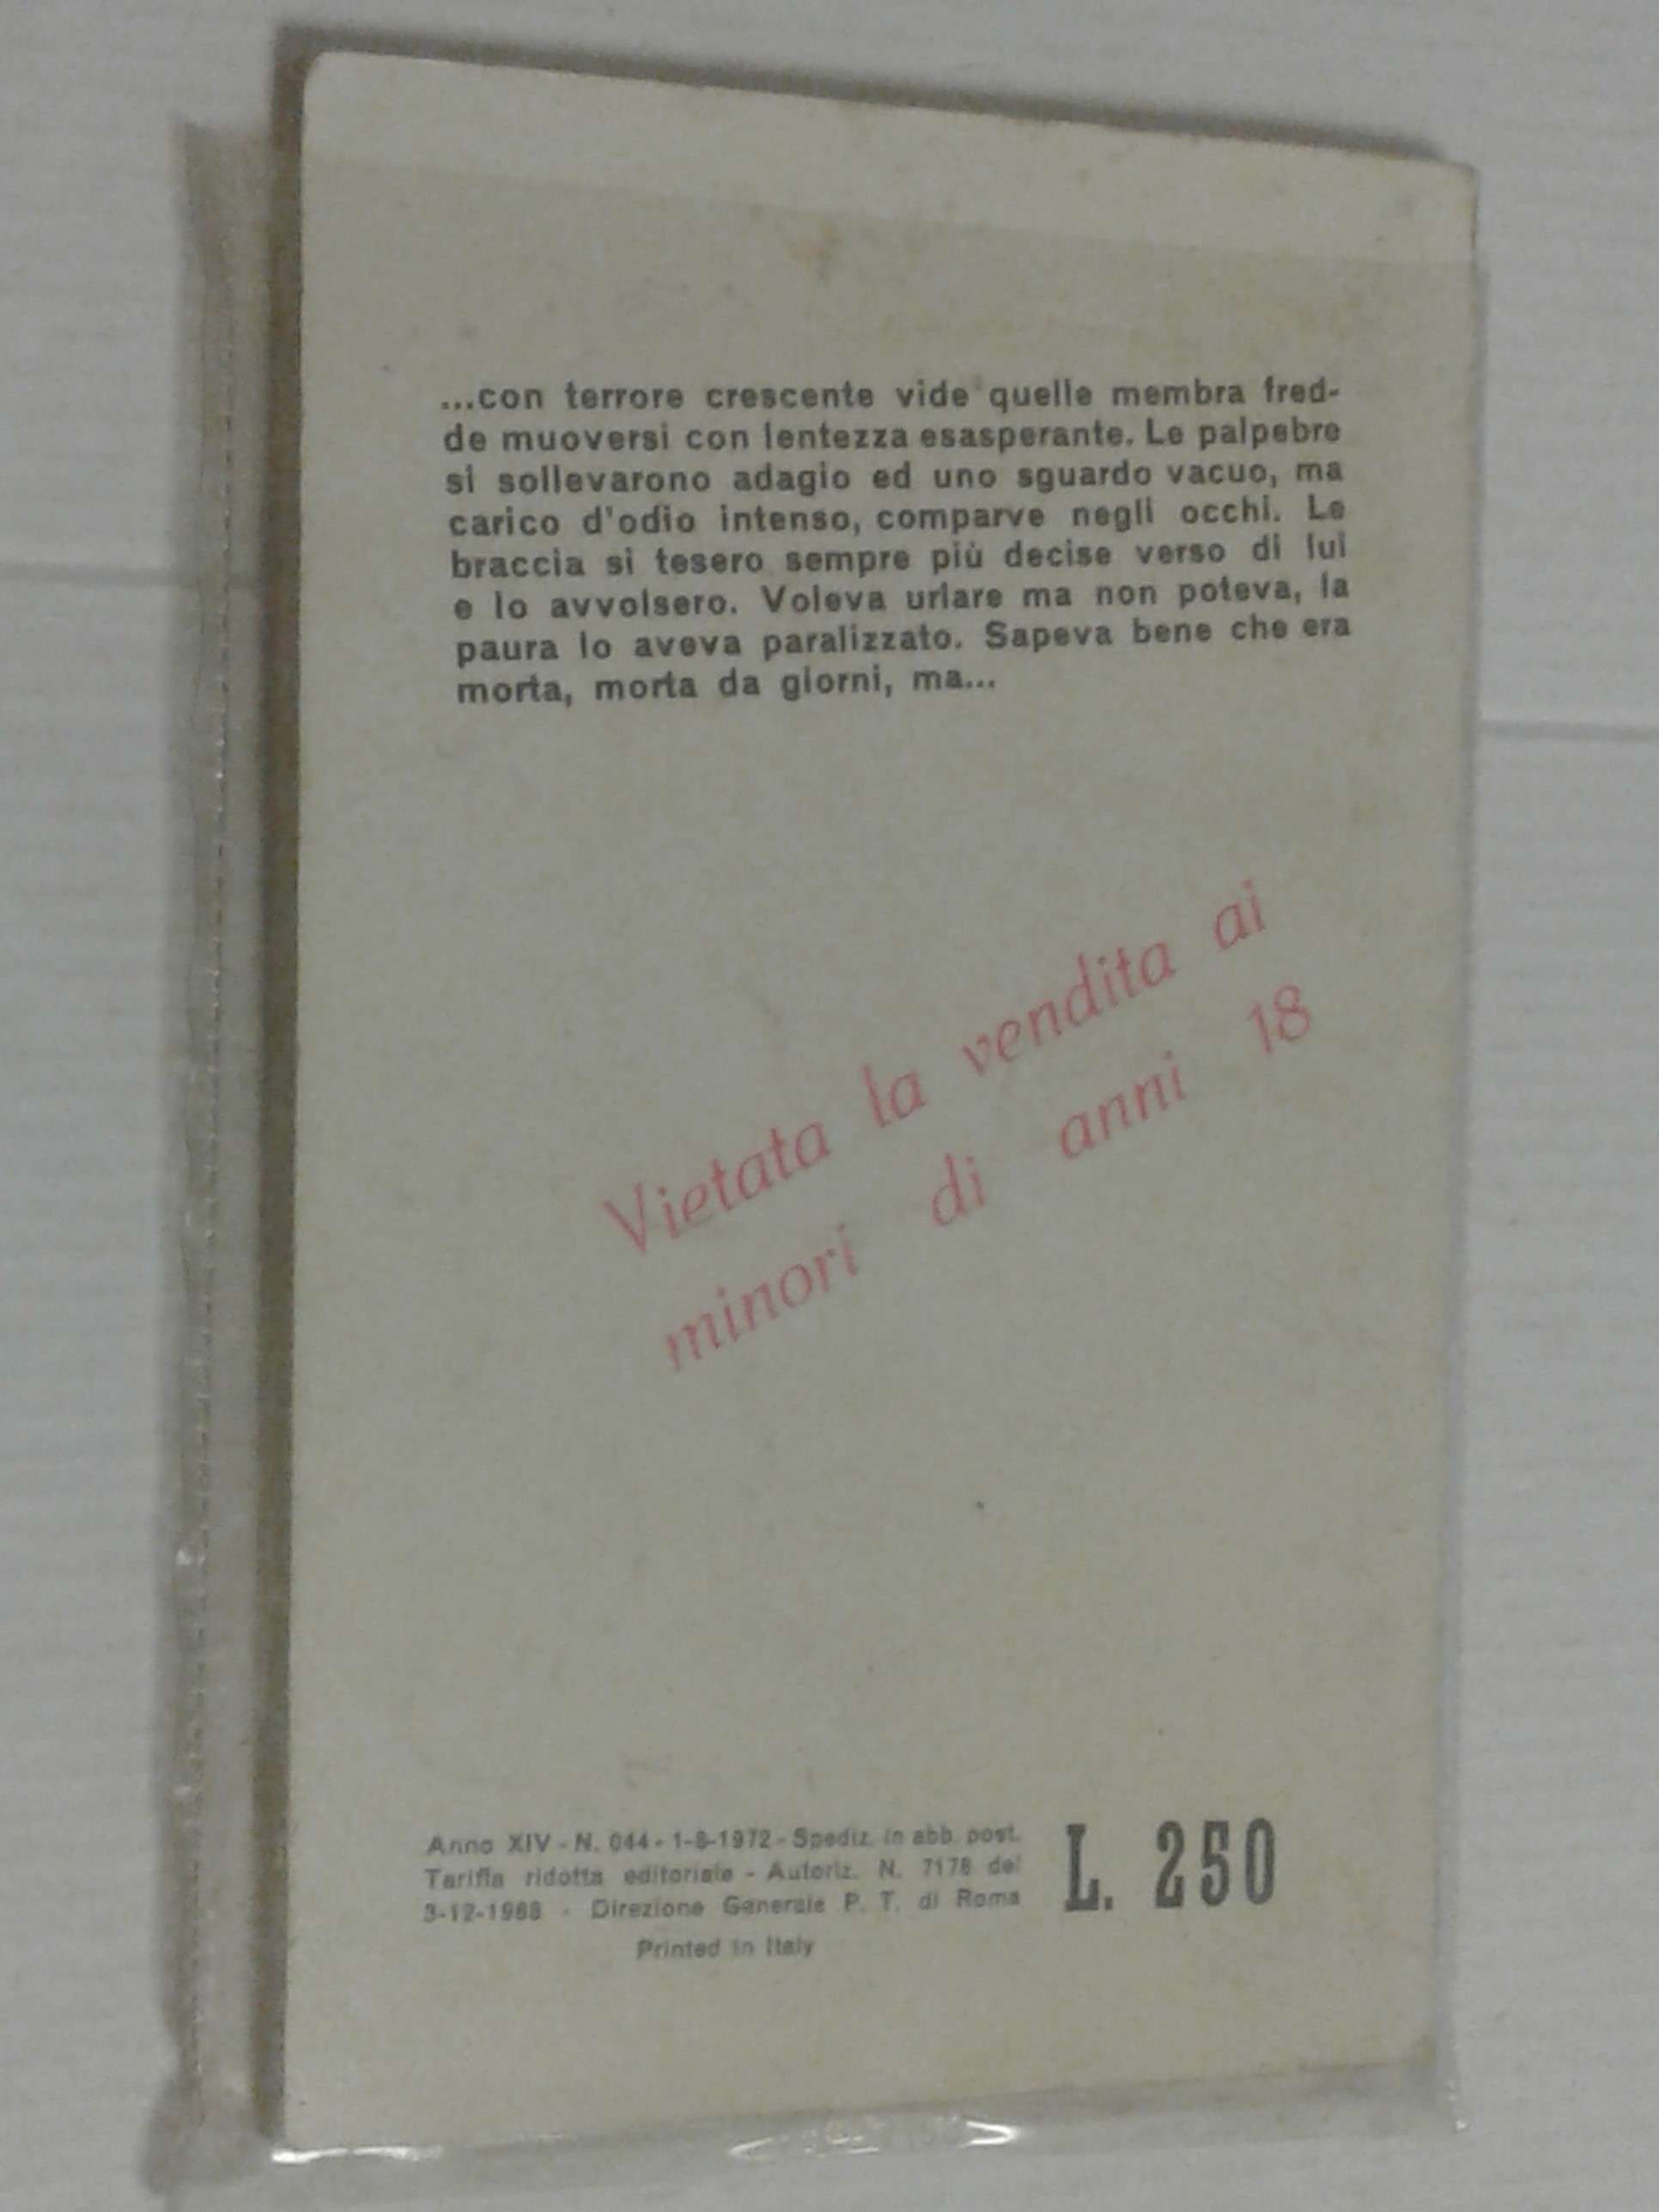 ...con terrore crescente vide quelle membra fred-
de muoversi con lentezza esasperante. Le palpebre
si sollevarono adagio ed uno sguardo vacuo, ma
carico d'odio intenso, comparve negli occhi. Le
braccia si tesero sempre più decise verso di lui
e lo avvolsero. Voleva urlare ma non poteva, la
paura lo aveva paralizzato. Sapeva bene che era
morta, morta da giorni, ma...
Vietata la vendita ai
minori di anni 18
Anno XIV - N. 044 - 1-8-1972 - Spediz. in abb. post.
Tariffa ridotta editoriale - Autoriz. N. 7178 del
3-12-1968 - Direzione Generale P. T. di Roma
Printed in Italy
L. 250